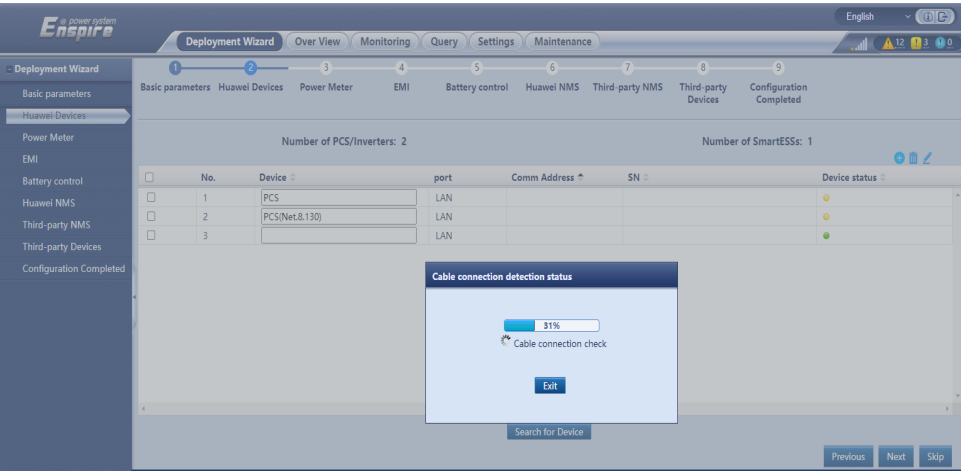 English
e power system
Enspire
Deployment Wizard Over View Monitoring Query Settings Maintenance
12 3 0
Deployment Wizard
Basic parameters
Huawei Devices
Power Meter
EMI
Battery control
Huawei NMS
Third-party NMS
Third-party Devices
Configuration Completed
1 2 3 4 5 6 7 8 9
Basic parameters Huawei Devices Power Meter EMI Battery control Huawei NMS Third-party NMS Third-party Devices Configuration Completed
Number of PCS/Inverters: 2 Number of SmartESSs: 1
No. Device port Comm Address SN Device status
1 PCS LAN
2 PCS(Net.8.130) LAN
3 LAN
Cable connection detection status
31%
Cable connection check
Exit
Search for Device
Previous Next Skip